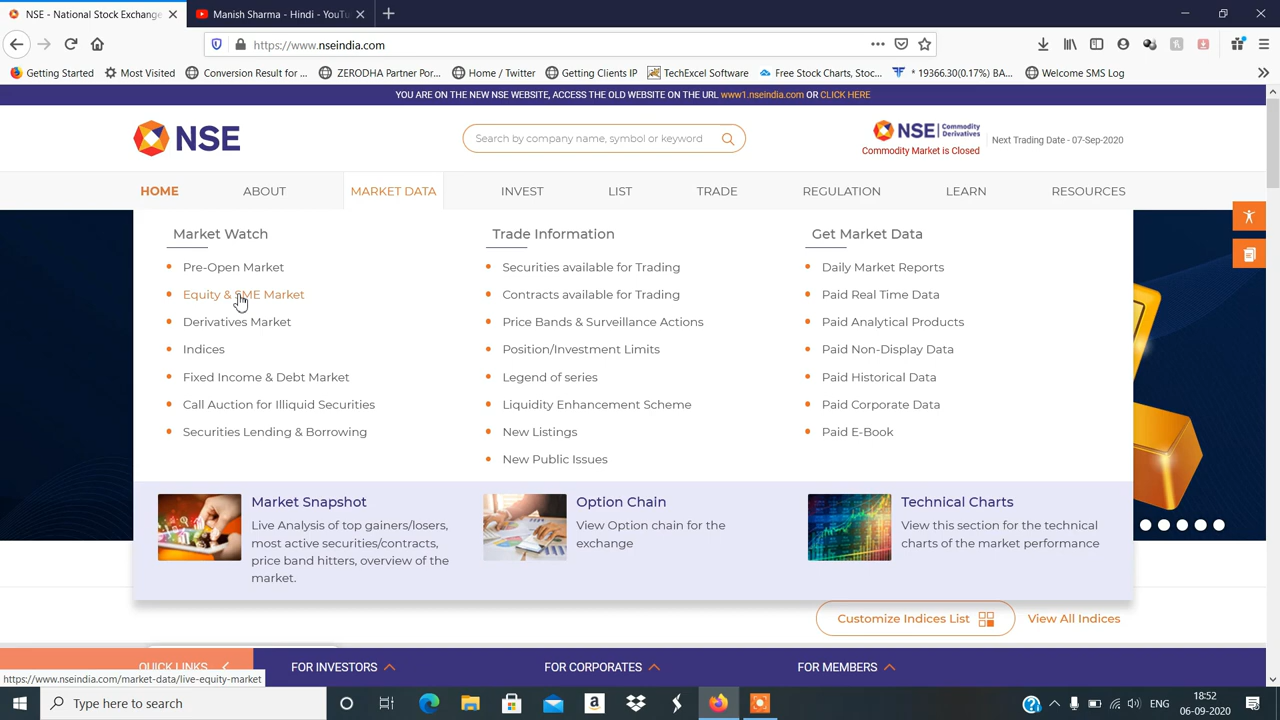 NSE - National Stock Exchange
Manish Sharma - Hindi - YouTu
https://www.nseindia.com
Getting Started
Most Visited
Conversion Result for ...
ZERODHA Partner Por...
Home / Twitter
Getting Clients IP
TechExcel Software
Free Stock Charts, Stoc...
* 19366.30(0.17%) BA...
Welcome SMS Log
YOU ARE ON THE NEW NSE WEBSITE, ACCESS THE OLD WEBSITE ON THE URL www1.nseindia.com OR CLICK HERE
NSE
Search by company name, symbol or keyword
NSE Commodity Derivatives
Commodity Market is Closed
Next Trading Date - 07-Sep-2020
HOME ABOUT MARKET DATA INVEST LIST TRADE REGULATION LEARN RESOURCES
Market Watch
Pre-Open Market
Equity & SME Market
Derivatives Market
Indices
Fixed Income & Debt Market
Call Auction for Illiquid Securities
Securities Lending & Borrowing
Trade Information
Securities available for Trading
Contracts available for Trading
Price Bands & Surveillance Actions
Position/Investment Limits
Legend of series
Liquidity Enhancement Scheme
New Listings
New Public Issues
Get Market Data
Daily Market Reports
Paid Real Time Data
Paid Analytical Products
Paid Non-Display Data
Paid Historical Data
Paid Corporate Data
Paid E-Book
Market Snapshot
Live Analysis of top gainers/losers,
most active securities/contracts,
price band hitters, overview of the
market.
Option Chain
View Option chain for the
exchange
Technical Charts
View this section for the technical
charts of the market performance
Customize Indices List
View All Indices
QUICK LINKS
FOR INVESTORS
FOR CORPORATES
FOR MEMBERS
https://www.nseindia.com/market-data/live-equity-market
Type here to search
ENG
18:52
06-09-2020